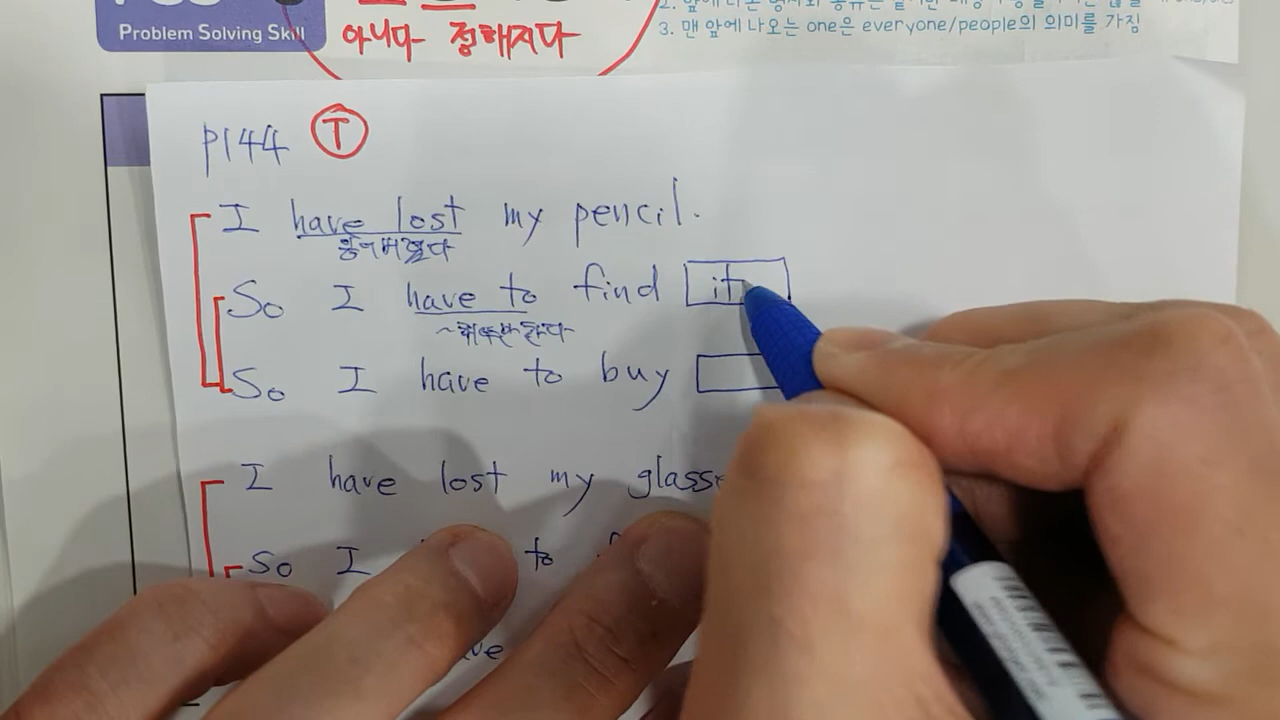 Problem Solving Skill
아니다 정해지다
3. 맨 앞에 나오는 one은 everyone/people의 의미를 가짐
P144 T
I have lost my pencil.
잃어버렸다
So I have to find it
~해야만 한다
So I have to buy
I have lost my
So I to